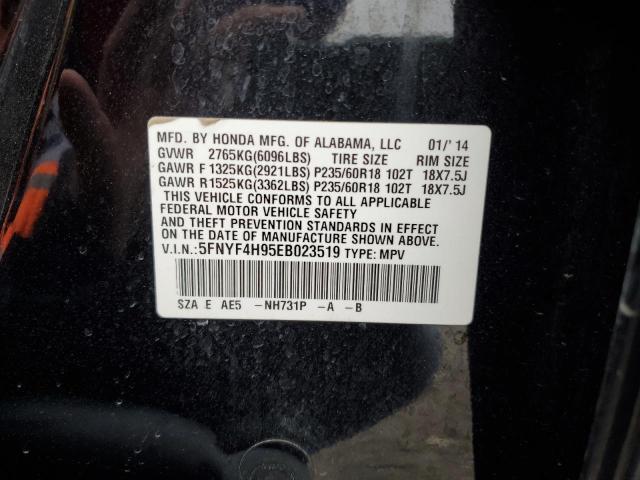 MFD. BY HONDA MFG. OF ALABAMA, LLC 01/'14
GVWR 2765KG(6096LBS) TIRE SIZE RIM SIZE
GAWR F 1325KG(2921LBS) P235/60R18 102T 18X7.5J
GAWR R1525KG(3362LBS) P235/60R18 102T 18X7.5J
THIS VEHICLE CONFORMS TO ALL APPLICABLE
FEDERAL MOTOR VEHICLE SAFETY
AND THEFT PREVENTION STANDARDS IN EFFECT
ON THE DATE OF MANUFACTURE SHOWN ABOVE.
V.I.N.:5FNYF4H95EB023519 TYPE: MPV
SZA E AE5 -NH731P -A -B